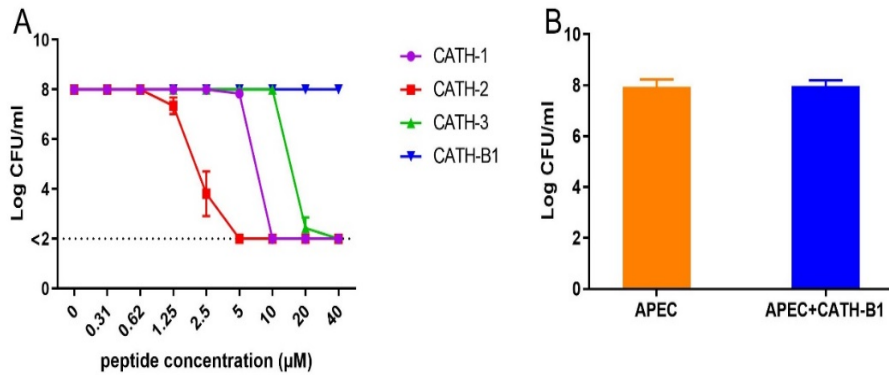 A
10
8
6
4
<2
0
Log CFU/ml
0
0.31
0.62
1.25
2.5
5
10
20
40
peptide concentration (μM)
CATH-1
CATH-2
CATH-3
CATH-B1
B
10
8
6
4
2
0
Log CFU/ml
APEC
APEC+CATH-B1